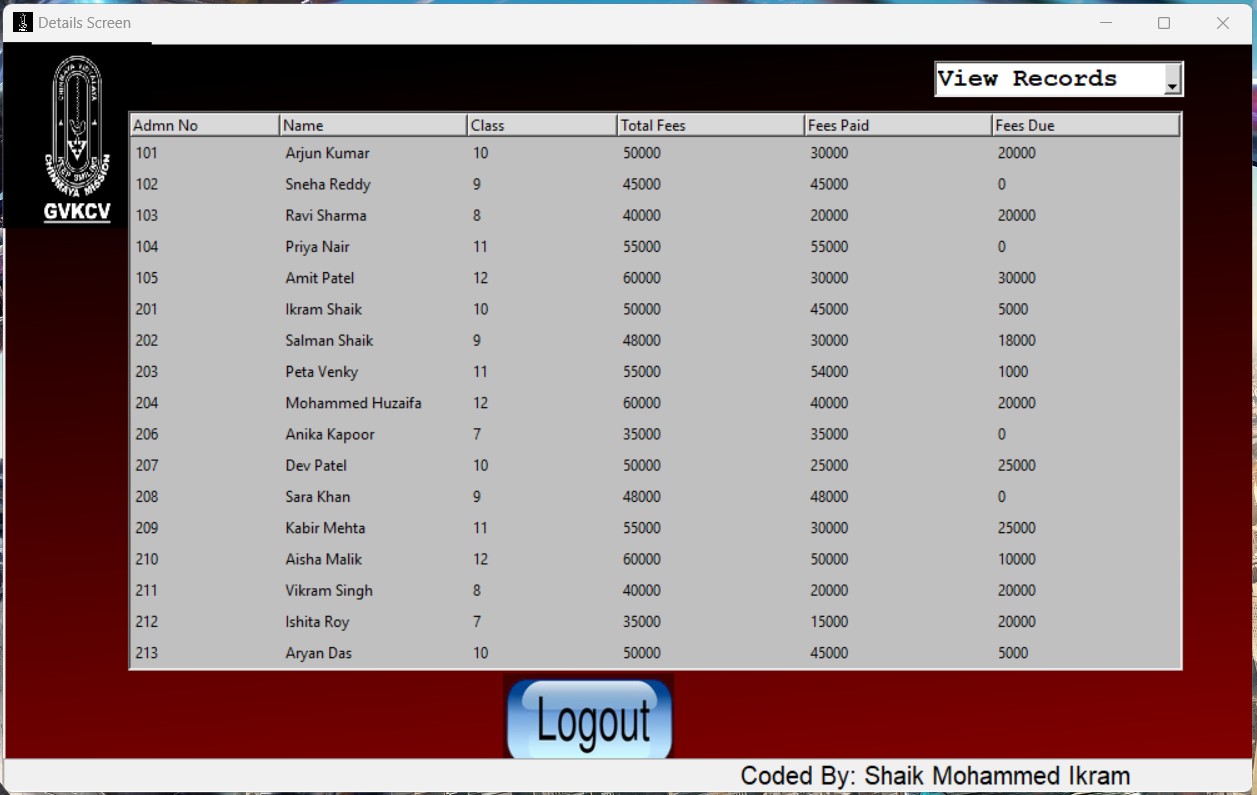 Details Screen
CHINMAYA VIDYALAYA
KEEP SMILING
CHINMAYA MISSION
GVKCV
View Records
Admn No Name Class Total Fees Fees Paid Fees Due
101 Arjun Kumar 10 50000 30000 20000
102 Sneha Reddy 9 45000 45000 0
103 Ravi Sharma 8 40000 20000 20000
104 Priya Nair 11 55000 55000 0
105 Amit Patel 12 60000 30000 30000
201 Ikram Shaik 10 50000 45000 5000
202 Salman Shaik 9 48000 30000 18000
203 Peta Venky 11 55000 54000 1000
204 Mohammed Huzaifa 12 60000 40000 20000
206 Anika Kapoor 7 35000 35000 0
207 Dev Patel 10 50000 25000 25000
208 Sara Khan 9 48000 48000 0
209 Kabir Mehta 11 55000 30000 25000
210 Aisha Malik 12 60000 50000 10000
211 Vikram Singh 8 40000 20000 20000
212 Ishita Roy 7 35000 15000 20000
213 Aryan Das 10 50000 45000 5000
Logout
Coded By: Shaik Mohammed Ikram